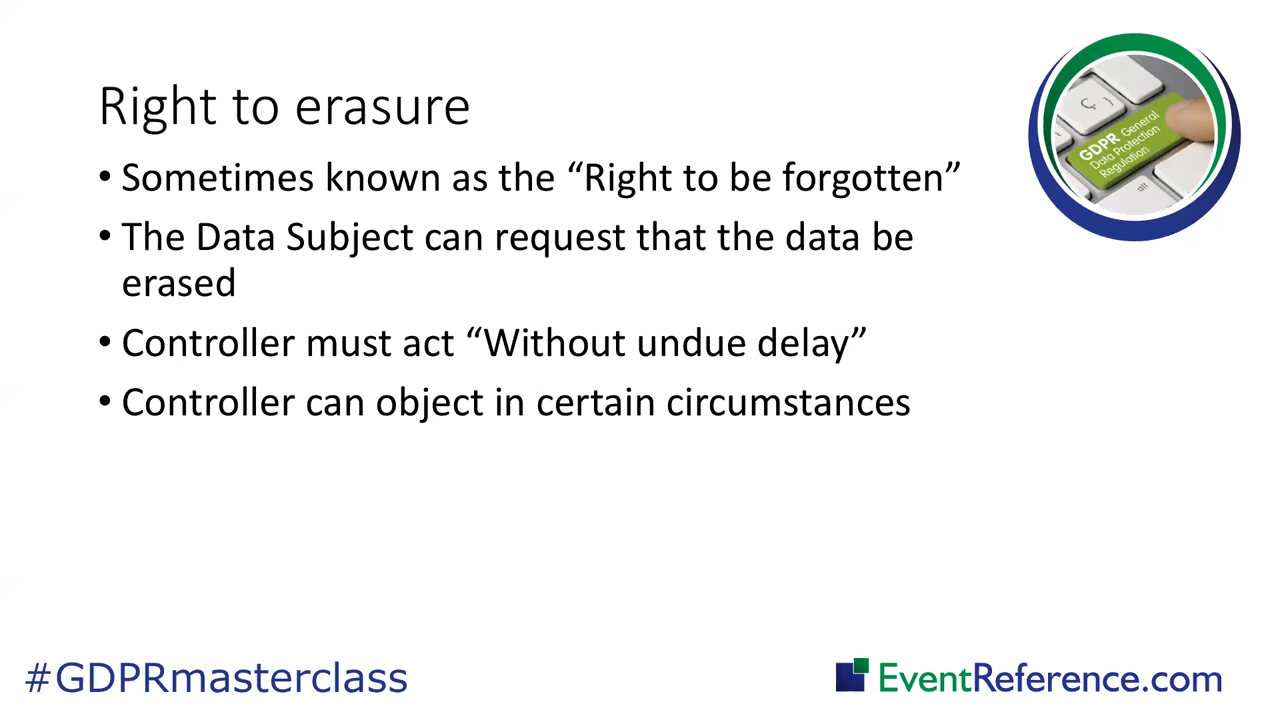 Right to erasure
• Sometimes known as the “Right to be forgotten”
• The Data Subject can request that the data be
erased
• Controller must act “Without undue delay”
• Controller can object in certain circumstances
GDPR General
Data Protection
Regulation
Ç
alt
#GDPRmasterclass
EventReference.com